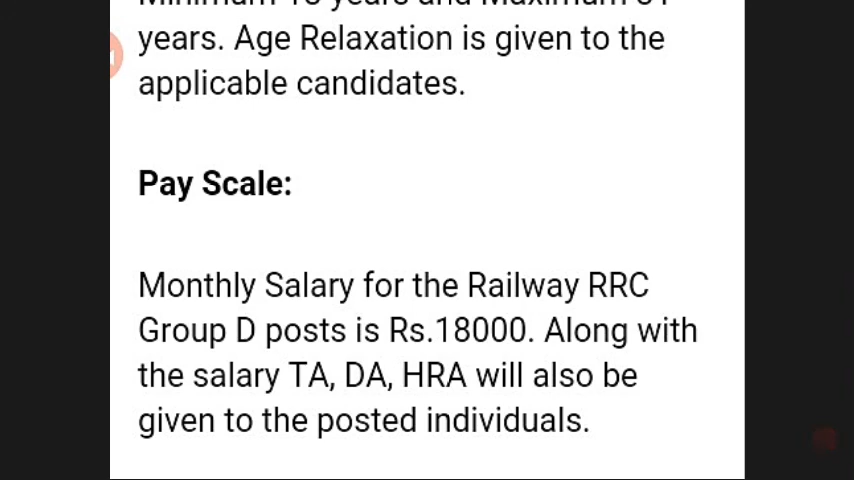 years. Age Relaxation is given to the
applicable candidates.
Pay Scale:
Monthly Salary for the Railway RRC
Group D posts is Rs.18000. Along with
the salary TA, DA, HRA will also be
given to the posted individuals.